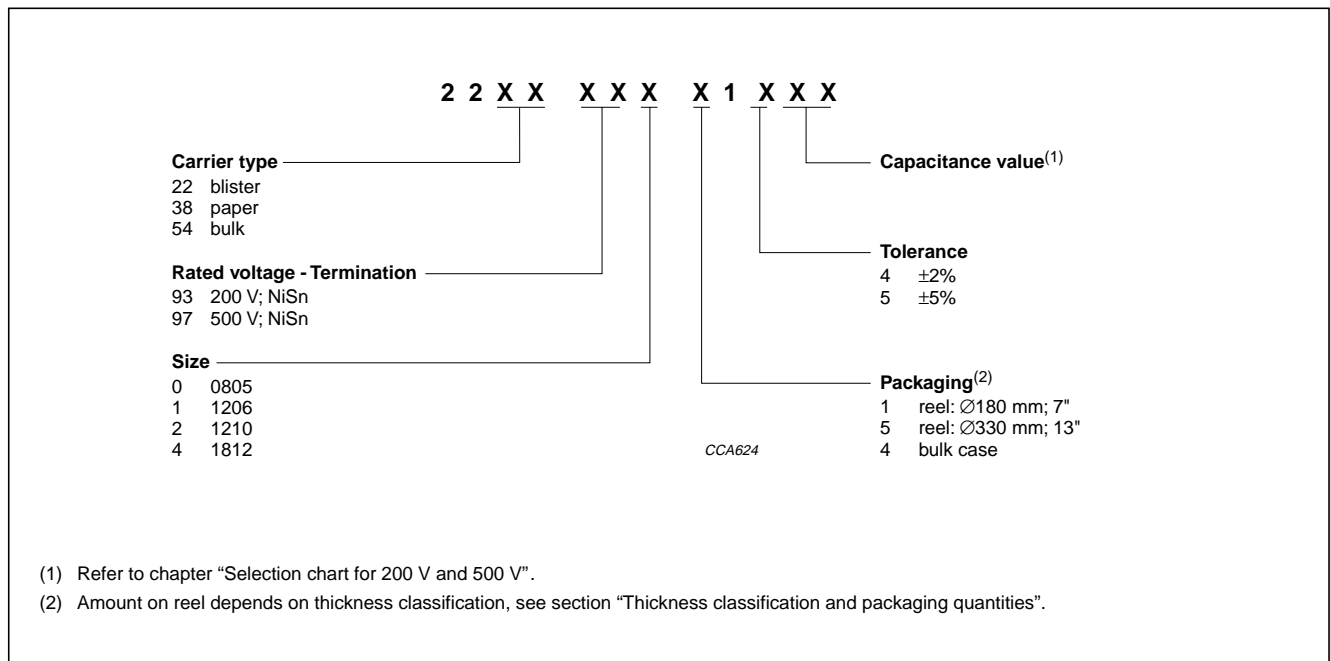 2 2 X X X X X X 1 X X X
Carrier type
22 blister
38 paper
54 bulk
Rated voltage - Termination
93 200 V; NiSn
97 500 V; NiSn
Size
0 0805
1 1206
2 1210
4 1812
Capacitance value(1)
Tolerance
4 ±2%
5 ±5%
Packaging(2)
1 reel: ∅180 mm; 7"
5 reel: ∅330 mm; 13"
4 bulk case
CCA624
(1) Refer to chapter “Selection chart for 200 V and 500 V”.
(2) Amount on reel depends on thickness classification, see section “Thickness classification and packaging quantities”.